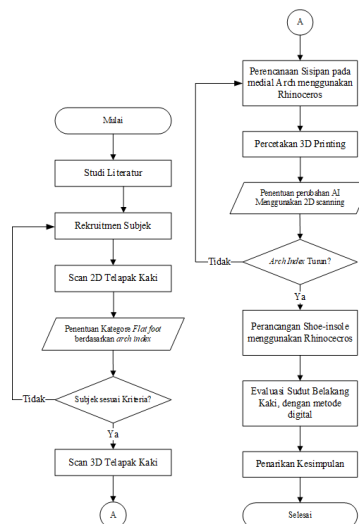 Mulai
Studi Literatur
Rekruitmen Subjek
Scan 2D Telapak Kaki
Penentuan Kategore Flat foot
berdasarkan arch index
Subjek sesuai Kriteria?
Tidak
Ya
Scan 3D Telapak Kaki
A
A
Perencanaan Sisipan pada
medial Arch menggunakan
Rhinoceros
Percetakan 3D Printing
Penentuan perubahan AI
Menggunakan 2D scanning
Arch Index Turun?
Tidak
Ya
Perancangan Shoe-insole
menggunakan Rhinocecros
Evaluasi Sudut Belakang
Kaki, dengan metode
digital
Penarikan Kesimpulan
Selesai